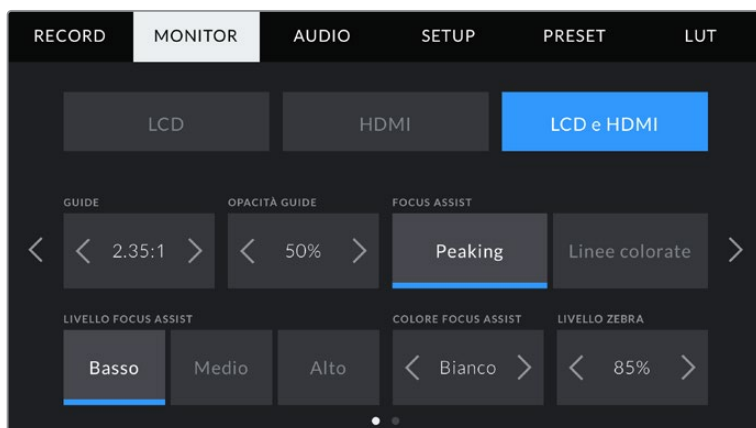 RECORD MONITOR AUDIO SETUP PRESET LUT
LCD HDMI LCD e HDMI
GUIDE OPACITÀ GUIDE FOCUS ASSIST
2.35:1 50% Peaking Linee colorate
LIVELLO FOCUS ASSIST COLORE FOCUS ASSIST LIVELLO ZEBRA
Basso Medio Alto Bianco 85%